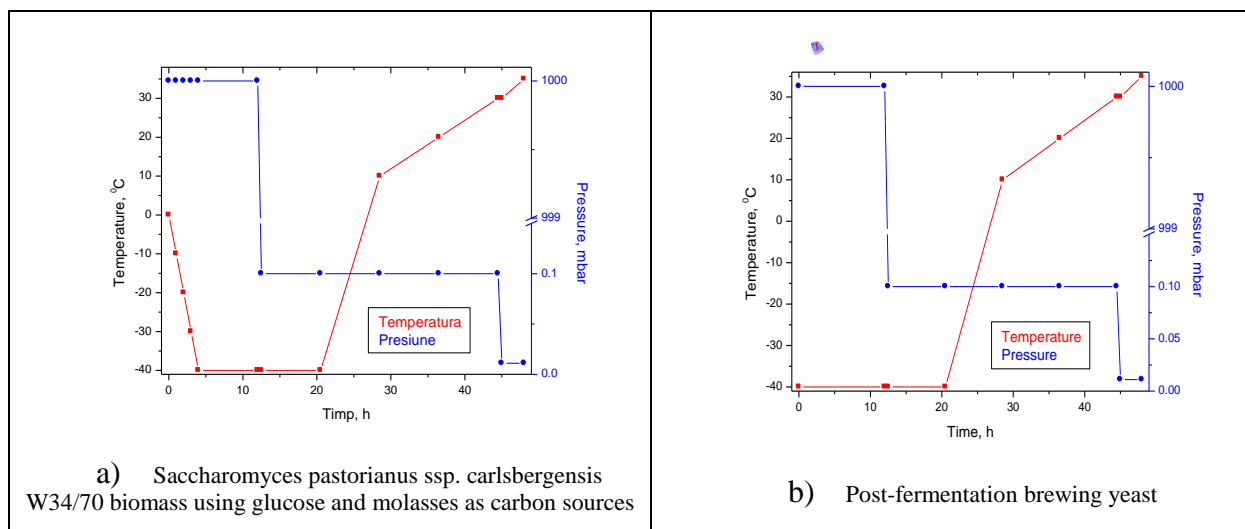 30
20
10
0
-10
-20
-30
-40
Temperature, ⁰C
1000
999
0.1
0.0
Pressure, mbar
Temperatura
Presiune
0 10 20 30 40
Timp, h
a) Saccharomyces pastorianus ssp. carlsbergensis
W34/70 biomass using glucose and molasses as carbon sources
30
20
10
0
-10
-20
-30
-40
Temperature, ⁰C
1000
999
0.10
0.05
0.00
Pressure, mbar
Temperature
Pressure
0 10 20 30 40
Time, h
b) Post-fermentation brewing yeast